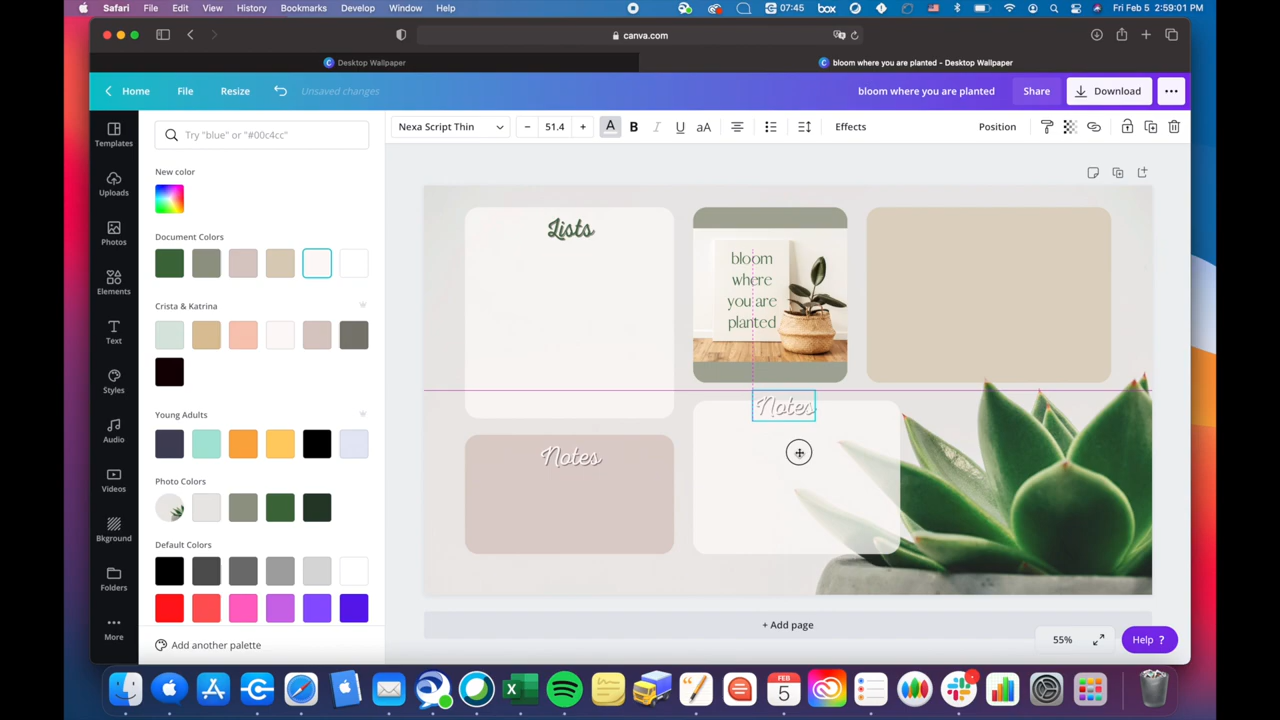 Safari File Edit View History Bookmarks Develop Window Help
07:45
box
Fri Feb 5 2:59:01 PM
canva.com
Desktop Wallpaper
bloom where you are planted - Desktop Wallpaper
Home File Resize Unsaved changes
bloom where you are planted Share Download
Nexa Script Thin 51.4 A B I U aA Effects Position
Templates
Uploads
Photos
Elements
Text
Styles
Audio
Videos
Bkground
Folders
More
Try "blue" or "#00c4cc"
New color
Document Colors
Crista & Katrina
Young Adults
Photo Colors
Default Colors
Add another palette
Lists
bloom
where
you are
planted
Notes
Notes
+ Add page
55%
Help ?
FEB
5